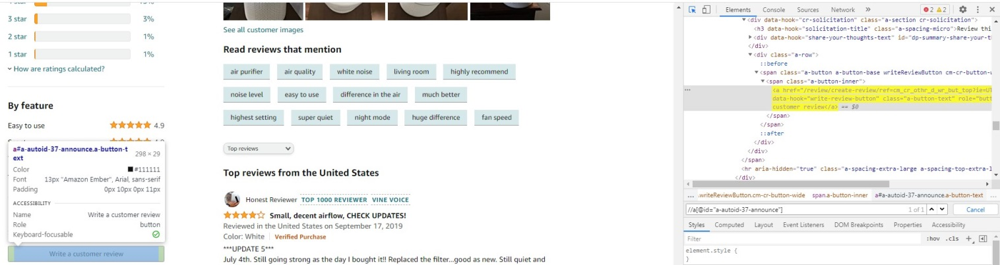 4 star
3 star 3%
2 star 1%
1 star 1%
How are ratings calculated?
By feature
Easy to use 4.9
a#a-autoid-37-announce.a-button-t
ext 298 × 29
Color #111111
Font 13px "Amazon Ember", Arial, sans-serif
Padding 0px 10px 0px 11px
ACCESSIBILITY
Name Write a customer review
Role button
Keyboard-focusable
Write a customer review
See all customer images
Read reviews that mention
air purifier air quality white noise living room highly recommend
noise level easy to use difference in the air much better
highest setting super quiet night mode huge difference fan speed
Top reviews
Top reviews from the United States
Honest Reviewer TOP 1000 REVIEWER VINE VOICE
Small, decent airflow, CHECK UPDATES!
Reviewed in the United States on September 17, 2019
Color: White Verified Purchase
***UPDATE 5***
July 4th. Still going strong as the day I bought it!! Replaced the filter...good as new. Still quiet and
Elements Console Sources Network » 2 2
<div data-hook="cr-solicitation" class="a-section cr-solicitation">
<h3 data-hook="solicitation-title" class="a-spacing-micro">Review thi
<div data-hook="share-your-thoughts-text" id="dp-summary-share-your-t
</div>
<div class="a-row">
::before
<span class="a-button a-button-base writeReviewButton cm-cr-button-w
<span class="a-button-inner">
<a href="/review/create-review/ref=cm_cr_othr_d_wr_but_top?ie=UT
data-hook="write-review-button" class="a-button-text" role="butt
customer review</a> == $0
</span>
</span>
::after
</div>
</div>
</span>
<hr aria-hidden="true" class="a-spacing-extra-large a-spacing-top-extra-l
</div>
... .writeReviewButton.cm-cr-button-wide span.a-button-inner a#a-autoid-37-announce.a-button-text ...
//a[@id="a-autoid-37-announce"] 1 of 1 Cancel
Styles Computed Layout Event Listeners DOM Breakpoints Properties Accessibility
Filter :hov .cls +
element.style {
}